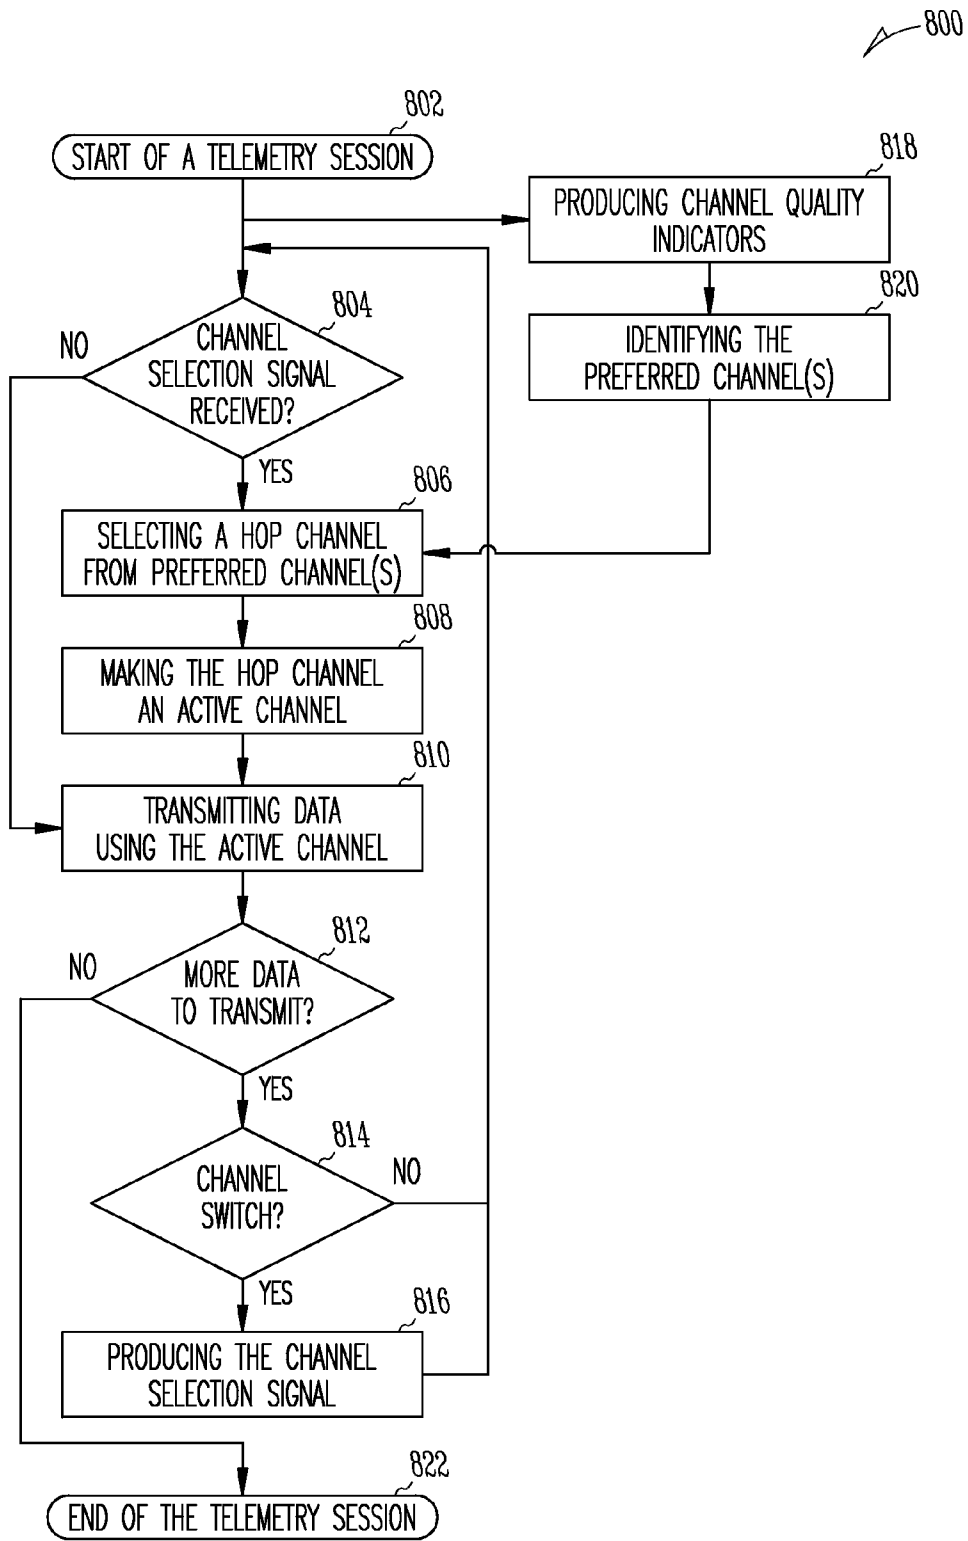 800
802
START OF A TELEMETRY SESSION
818
PRODUCING CHANNEL QUALITY
INDICATORS
820
IDENTIFYING THE
PREFERRED CHANNEL(S)
804
NO
CHANNEL
SELECTION SIGNAL
RECEIVED?
YES
806
SELECTING A HOP CHANNEL
FROM PREFERRED CHANNEL(S)
808
MAKING THE HOP CHANNEL
AN ACTIVE CHANNEL
810
TRANSMITTING DATA
USING THE ACTIVE CHANNEL
812
NO
MORE DATA
TO TRANSMIT?
YES
814
NO
CHANNEL
SWITCH?
YES
816
PRODUCING THE CHANNEL
SELECTION SIGNAL
822
END OF THE TELEMETRY SESSION